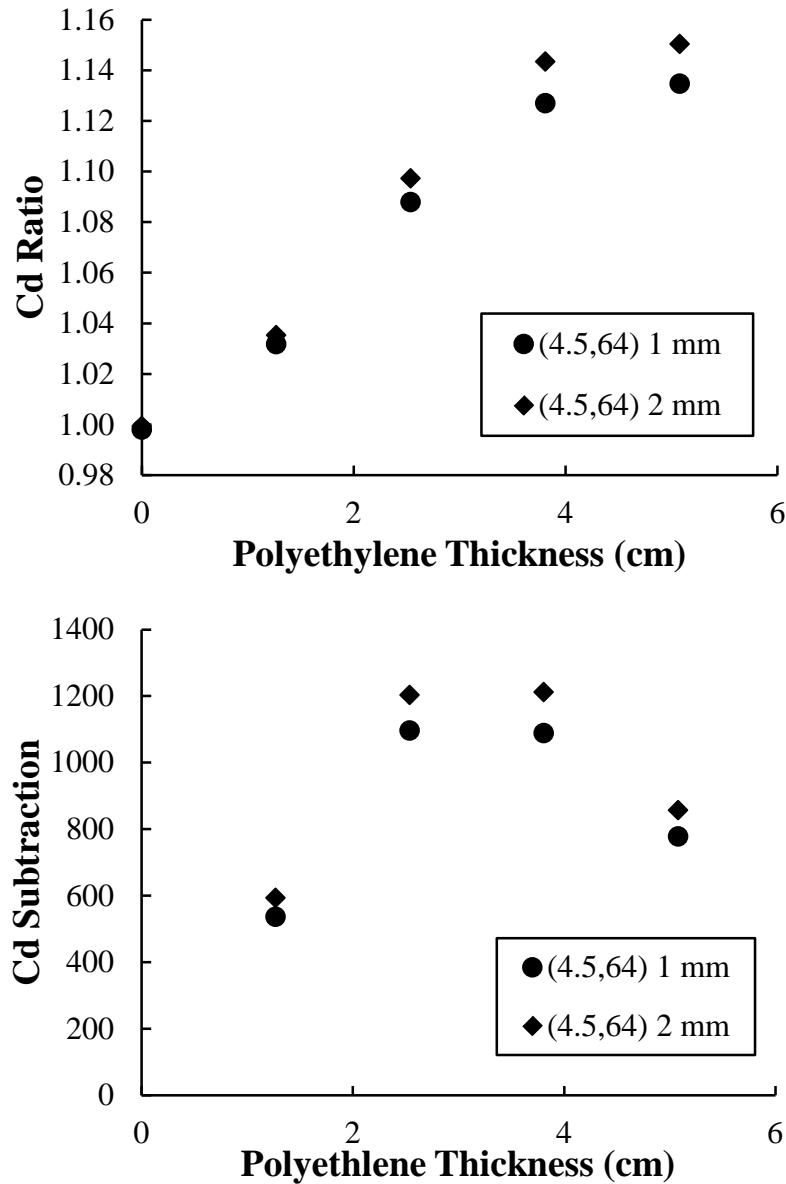 1.16
1.14
1.12
1.10
1.08
1.06
1.04
1.02
1.00
0.98
Cd Ratio
(4.5,64) 1 mm
(4.5,64) 2 mm
0 2 4 6
Polyethylene Thickness (cm)
1400
1200
1000
800
600
400
200
0
Cd Subtraction
(4.5,64) 1 mm
(4.5,64) 2 mm
0 2 4 6
Polyethlene Thickness (cm)